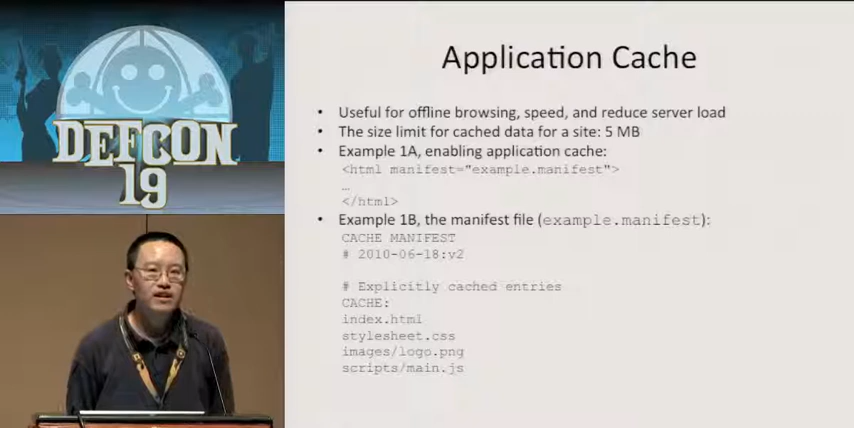 DEFCON
19
Application Cache
• Useful for offline browsing, speed, and reduce server load
• The size limit for cached data for a site: 5 MB
• Example 1A, enabling application cache:
<html manifest="example.manifest">
…
</html>
• Example 1B, the manifest file (example.manifest):
CACHE MANIFEST
# 2010-06-18:v2
# Explicitly cached entries
CACHE:
index.html
stylesheet.css
images/logo.png
scripts/main.js